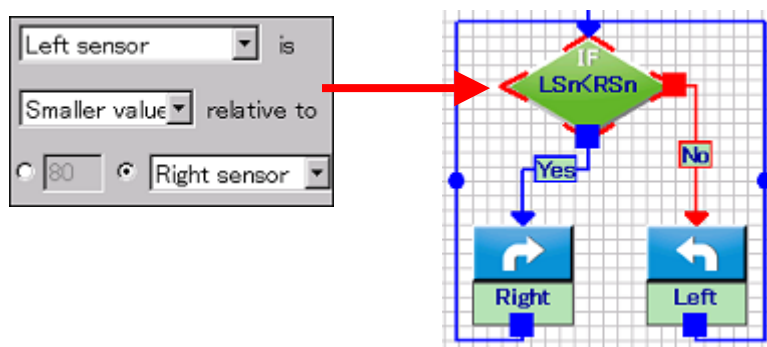 Left sensor is
Smaller value relative to
80 Right sensor
IF
LSn<RSn
Yes
No
Right
Left